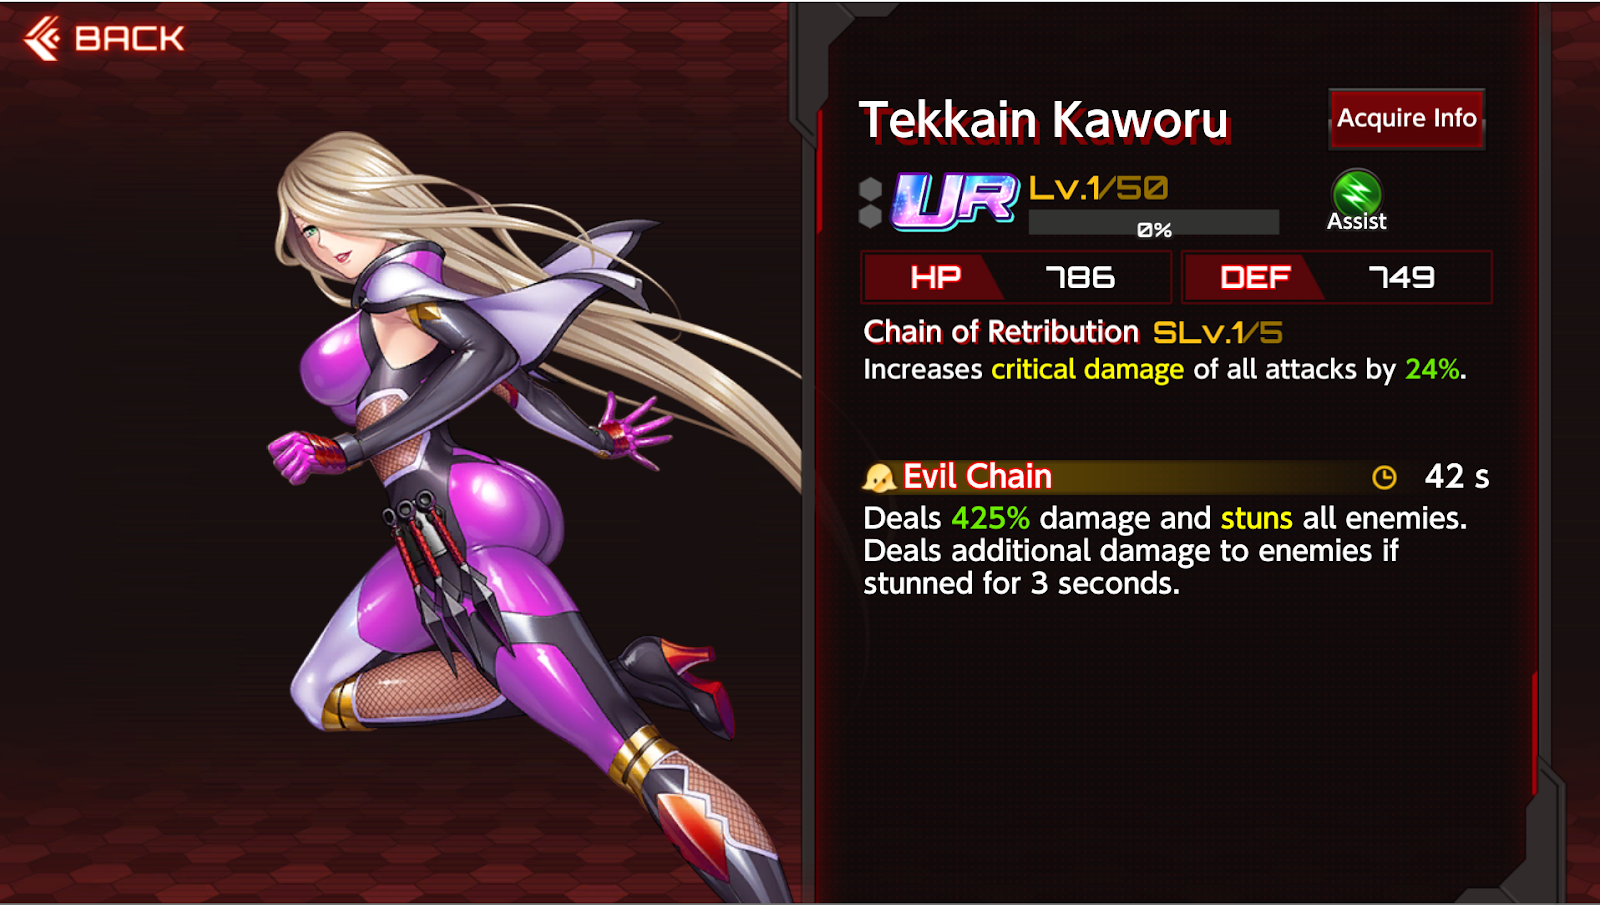 BACK
Tekkain Kaworu
Acquire Info
UR Lv.1/50
0%
Assist
HP 786 DEF 749
Chain of Retribution SLv.1/5
Increases critical damage of all attacks by 24%.
Evil Chain 42 s
Deals 425% damage and stuns all enemies.
Deals additional damage to enemies if
stunned for 3 seconds.